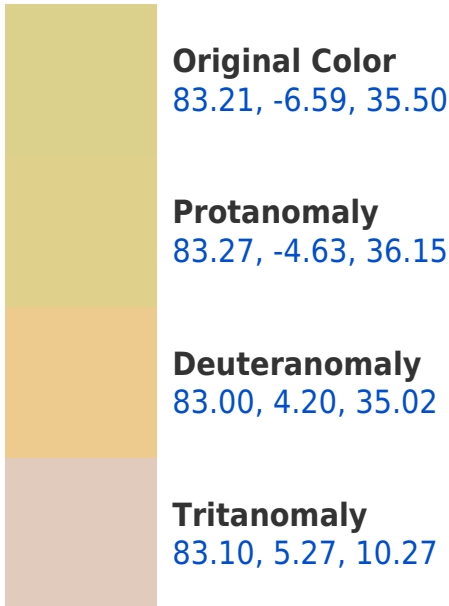 Original Color
83.21, -6.59, 35.50
Protanomaly
83.27, -4.63, 36.15
Deuteranomaly
83.00, 4.20, 35.02
Tritanomaly
83.10, 5.27, 10.27